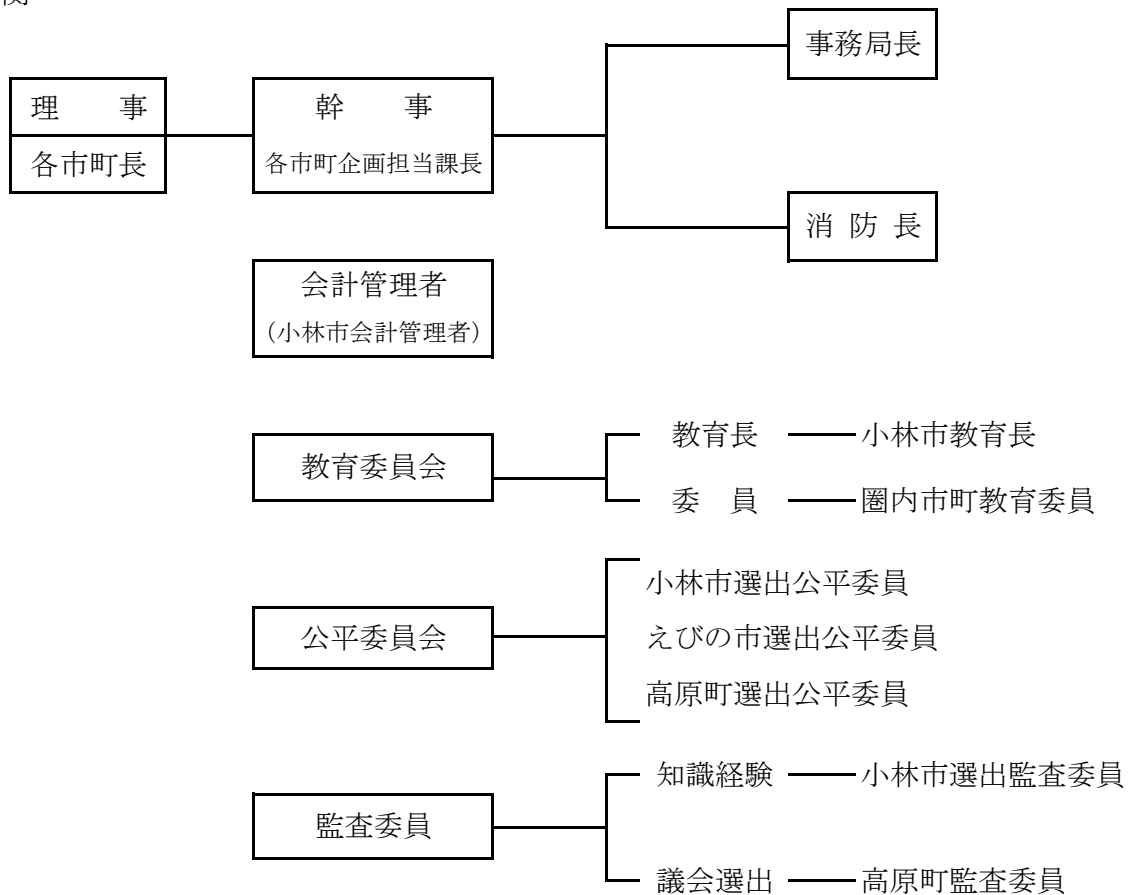 事務局長
理　　事
各市町長
幹　　事
各市町企画担当課長
消 防 長
会計管理者
（小林市会計管理者）
教育委員会
教育長　小林市教育長
委　員　圏内市町教育委員
公平委員会
小林市選出公平委員
えびの市選出公平委員
高原町選出公平委員
監査委員
知識経験　小林市選出監査委員
議会選出　高原町監査委員